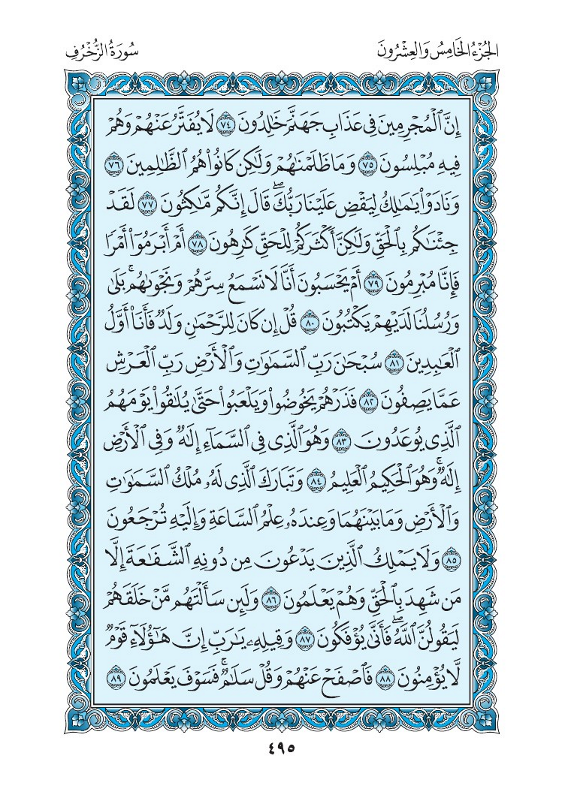 الجُزْءُ الخَامِسُ وَالعِشْرُونَ
سُورَةُ الزُّخْرُفِ
إِنَّ ٱلْمُجْرِمِينَ فِى عَذَابِ جَهَنَّمَ خَٰلِدُونَ ٧٤ لَا يُفَتَّرُ عَنْهُمْ وَهُمْ
فِيهِ مُبْلِسُونَ ٧٥ وَمَا ظَلَمْنَٰهُمْ وَلَٰكِن كَانُوا۟ هُمُ ٱلظَّٰلِمِينَ ٧٦
وَنَادَوْا۟ يَٰمَٰلِكُ لِيَقْضِ عَلَيْنَا رَبُّكَ ۖ قَالَ إِنَّكُم مَّٰكِثُونَ ٧٧ لَقَدْ
جِئْنَٰكُم بِٱلْحَقِّ وَلَٰكِنَّ أَكْثَرَكُمْ لِلْحَقِّ كَٰرِهُونَ ٧٨ أَمْ أَبْرَمُوٓا۟ أَمْرًا
فَإِنَّا مُبْرِمُونَ ٧٩ أَمْ يَحْسَبُونَ أَنَّا لَا نَسْمَعُ سِرَّهُمْ وَنَجْوَىٰهُم ۚ بَلَىٰ
وَرُسُلُنَا لَدَيْهِمْ يَكْتُبُونَ ٨٠ قُلْ إِن كَانَ لِلرَّحْمَٰنِ وَلَدٌ فَأَنَا۠ أَوَّلُ
ٱلْعَٰبِدِينَ ٨١ سُبْحَٰنَ رَبِّ ٱلسَّمَٰوَٰتِ وَٱلْأَرْضِ رَبِّ ٱلْعَرْشِ
عَمَّا يَصِفُونَ ٨٢ فَذَرْهُمْ يَخُوضُوا۟ وَيَلْعَبُوا۟ حَتَّىٰ يُلَٰقُوا۟ يَوْمَهُمُ
ٱلَّذِى يُوعَدُونَ ٨٣ وَهُوَ ٱلَّذِى فِى ٱلسَّمَآءِ إِلَٰهٌ وَفِى ٱلْأَرْضِ
إِلَٰهٌ ۚ وَهُوَ ٱلْحَكِيمُ ٱلْعَلِيمُ ٨٤ وَتَبَارَكَ ٱلَّذِى لَهُۥ مُلْكُ ٱلسَّمَٰوَٰتِ
وَٱلْأَرْضِ وَمَا بَيْنَهُمَا وَعِندَهُۥ عِلْمُ ٱلسَّاعَةِ وَإِلَيْهِ تُرْجَعُونَ
٨٥ وَلَا يَمْلِكُ ٱلَّذِينَ يَدْعُونَ مِن دُونِهِ ٱلشَّفَٰعَةَ إِلَّا
مَن شَهِدَ بِٱلْحَقِّ وَهُمْ يَعْلَمُونَ ٨٦ وَلَئِن سَأَلْتَهُم مَّنْ خَلَقَهُمْ
لَيَقُولُنَّ ٱللَّهُ ۖ فَأَنَّىٰ يُؤْفَكُونَ ٨٧ وَقِيلِهِۦ يَٰرَبِّ إِنَّ هَٰٓؤُلَآءِ قَوْمٌ
لَّا يُؤْمِنُونَ ٨٨ فَٱصْفَحْ عَنْهُمْ وَقُلْ سَلَٰمٌ ۚ فَسَوْفَ يَعْلَمُونَ ٨٩
٤٩٥